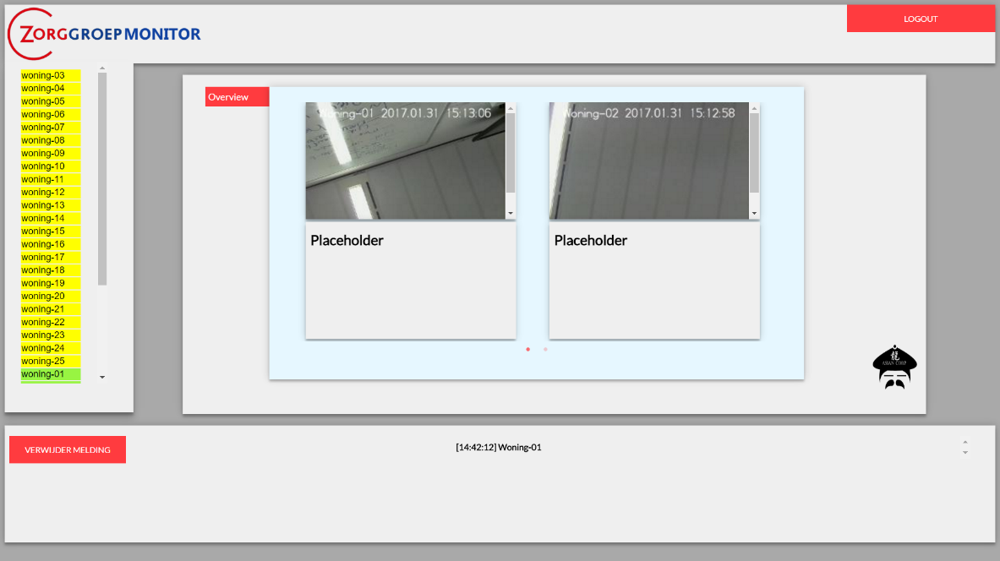 ZORGGROEPMONITOR
LOGOUT
woning-03
woning-04
woning-05
woning-06
woning-07
woning-08
woning-09
woning-10
woning-11
woning-12
woning-13
woning-14
woning-15
woning-16
woning-17
woning-18
woning-19
woning-20
woning-21
woning-22
woning-23
woning-24
woning-25
woning-01
Overview
Woning-01 2017.01.31 15:13:06
Woning-02 2017.01.31 15:12:58
Placeholder
Placeholder
龍
ASIAN CORP
VERWIJDER MELDING
[14:42:12] Woning-01